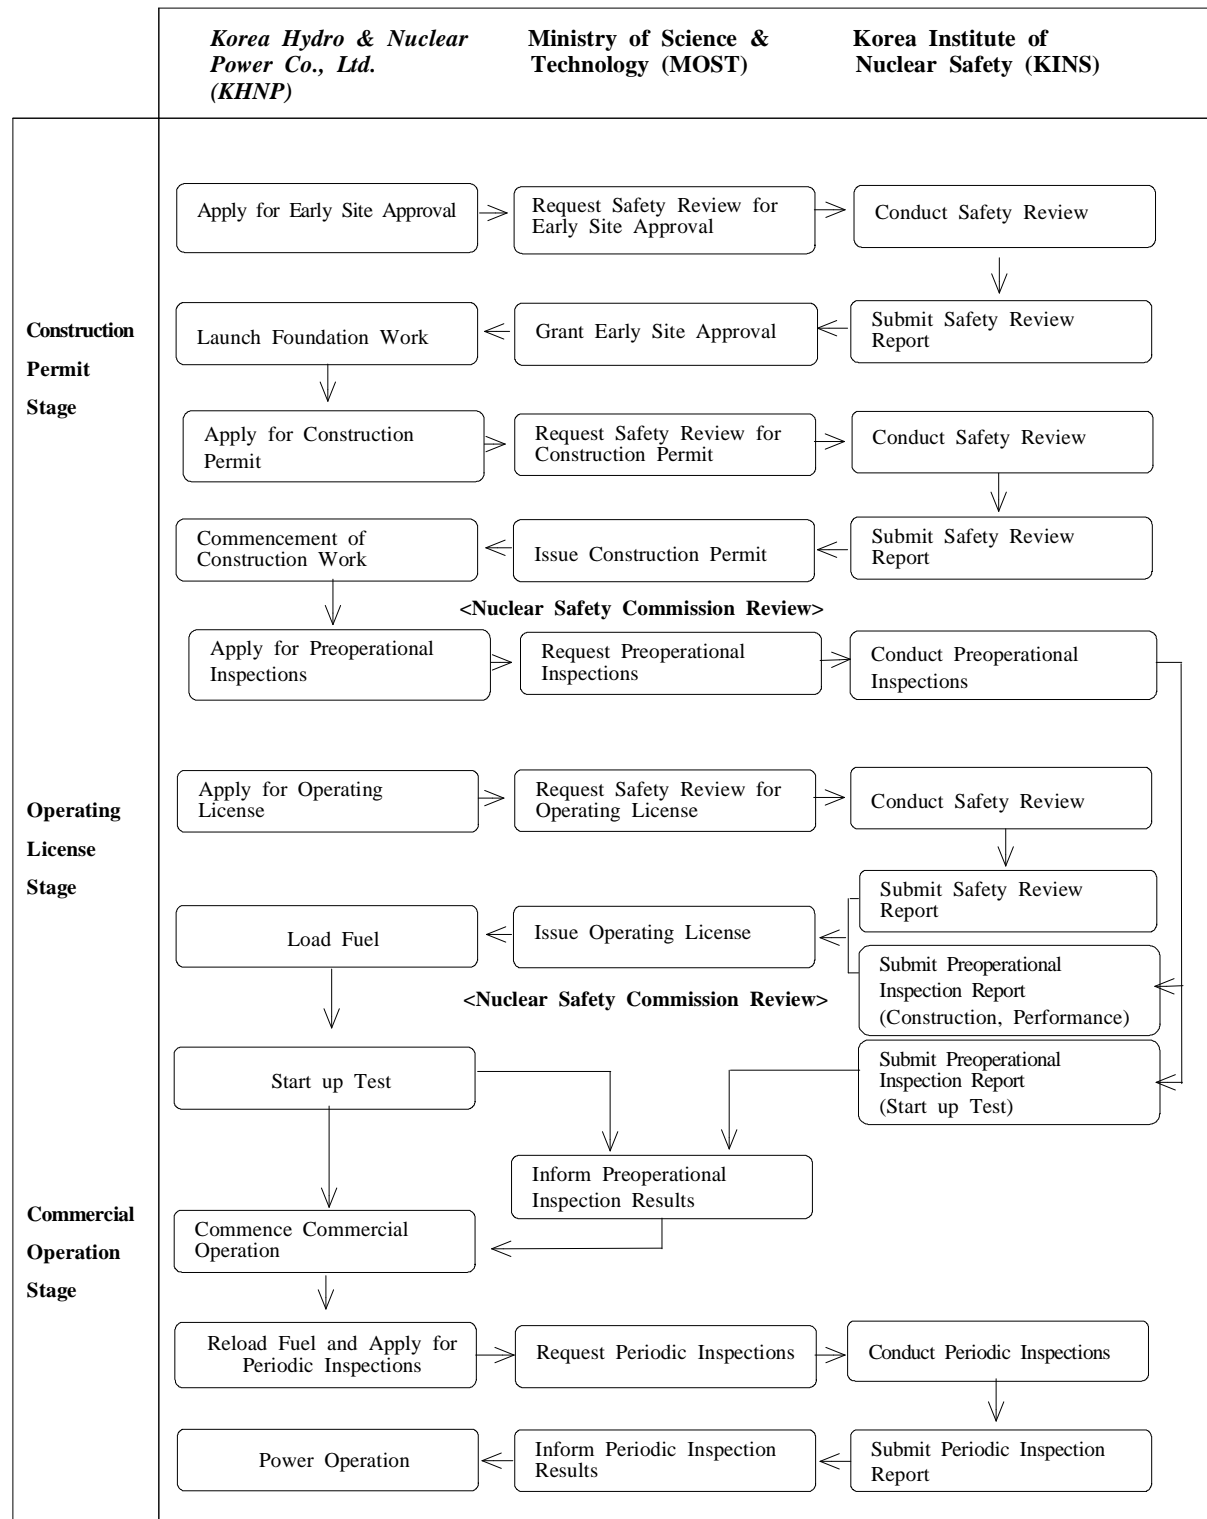 Korea Hydro & Nuclear
Power Co., Ltd.
(KHNP)
Ministry of Science &
Technology (MOST)
Korea Institute of
Nuclear Safety (KINS)
Construction
Permit
Stage
Apply for Early Site Approval
Request Safety Review for
Early Site Approval
Conduct Safety Review
Launch Foundation Work
Grant Early Site Approval
Submit Safety Review
Report
Apply for Construction
Permit
Request Safety Review for
Construction Permit
Conduct Safety Review
Commencement of
Construction Work
Issue Construction Permit
Submit Safety Review
Report
<Nuclear Safety Commission Review>
Apply for Preoperational
Inspections
Request Preoperational
Inspections
Conduct Preoperational
Inspections
Operating
License
Stage
Apply for Operating
License
Request Safety Review for
Operating License
Conduct Safety Review
Submit Safety Review
Report
Load Fuel
Issue Operating License
Submit Preoperational
Inspection Report
(Construction, Performance)
<Nuclear Safety Commission Review>
Start up Test
Submit Preoperational
Inspection Report
(Start up Test)
Inform Preoperational
Inspection Results
Commercial
Operation
Stage
Commence Commercial
Operation
Reload Fuel and Apply for
Periodic Inspections
Request Periodic Inspections
Conduct Periodic Inspections
Power Operation
Inform Periodic Inspection
Results
Submit Periodic Inspection
Report